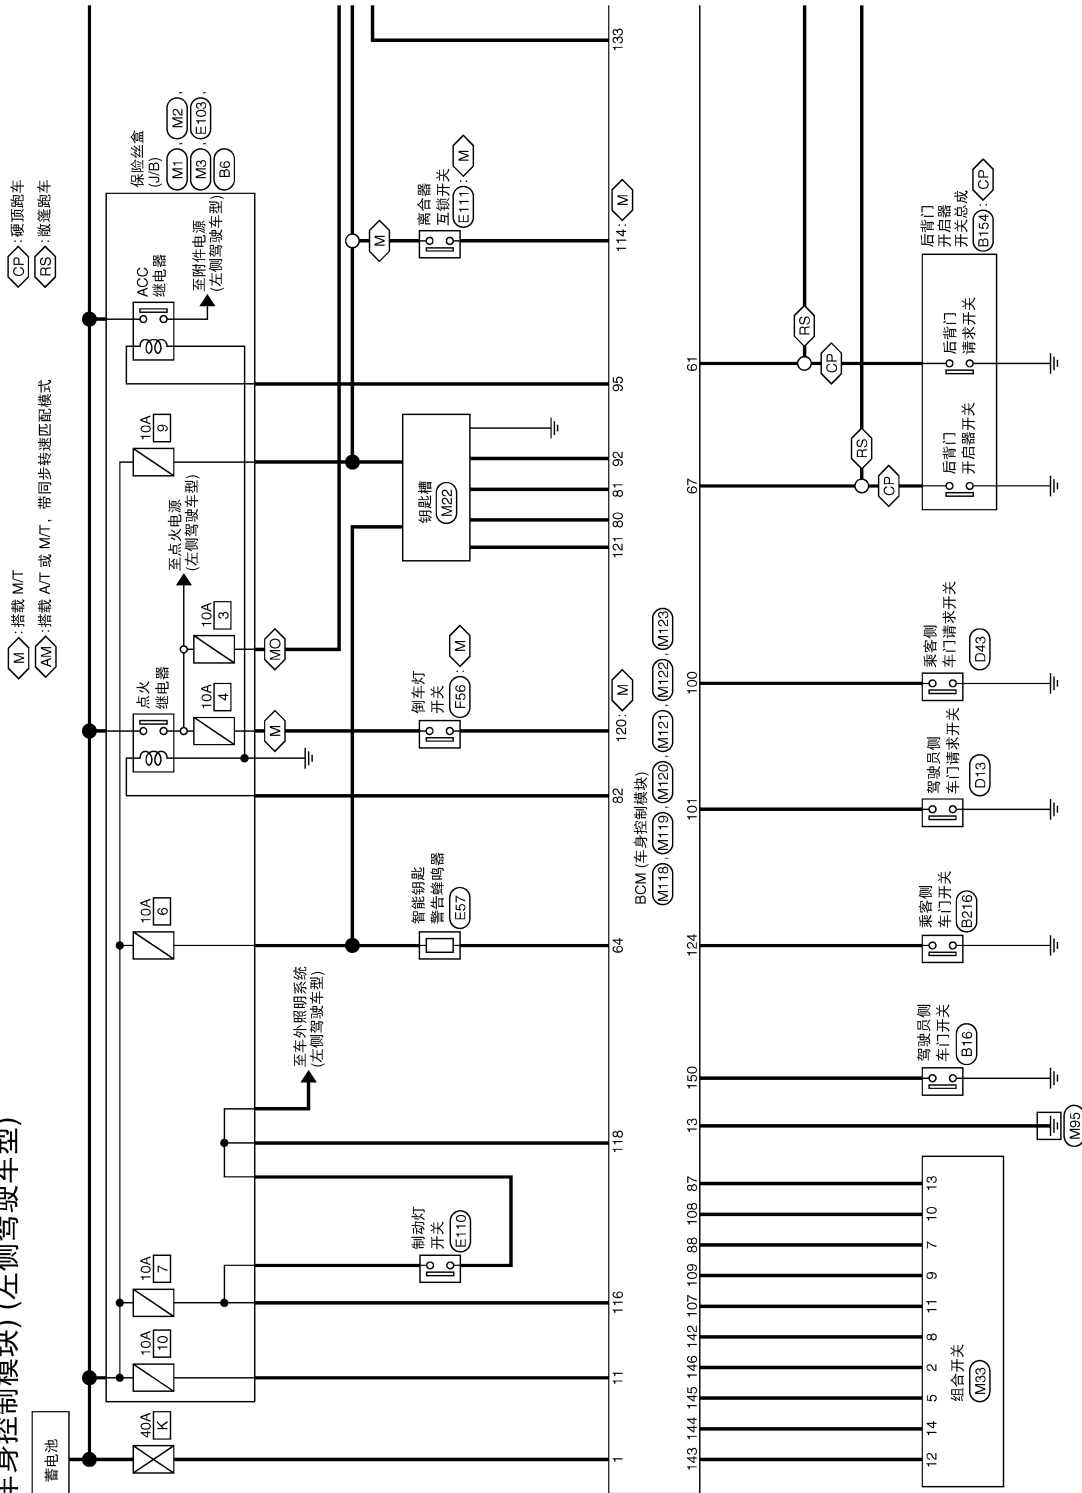 车身控制模块) (左侧驾驶车型)
蓄电池
M : 搭载 M/T
AM : 搭载 A/T 或 M/T，带同步转速匹配模式
CP : 硬顶跑车
RS : 敞篷跑车
40A
K
10A
10
10A
7
10A
6
点火
继电器
10A
4
10A
3
至点火电源
(左侧驾驶车型)
10A
9
ACC
继电器
至附件电源
(左侧驾驶车型)
保险丝盒
(J/B)
M1 , M2 ,
M3 , E103 ,
B6
至车外照明系统
(左侧驾驶车型)
M
MO
M
制动灯
开关
E110
智能钥匙
警告蜂鸣器
E57
倒车灯
开关
F56 : M
钥匙槽
M22
离合器
互锁开关
E111 : M
1
11
116
118
64
82
120: M
121
80
81
92
95
114: M
133
BCM (车身控制模块)
M118 , M119 , M120 , M121 , M122 , M123
143
144
145
146
142
107
109
88
108
87
13
150
124
101
100
67
61
RS
CP
RS
CP
12
14
5
2
8
11
9
7
10
13
组合开关
M33
M95
驾驶员侧
车门开关
B16
乘客侧
车门开关
B216
驾驶员侧
车门请求开关
D13
乘客侧
车门请求开关
D43
后背门
开启器开关
后背门
请求开关
后背门
开启器
开关总成
B154 : CP